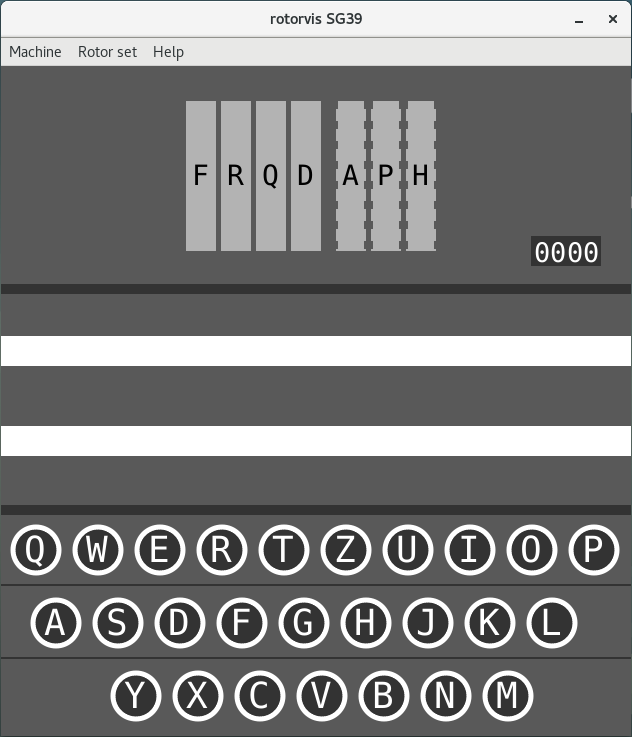 rotorvis SG39
Machine Rotor set Help
F R Q D A P H
0000
Q W E R T Z U I O P
A S D F G H J K L
Y X C V B N M